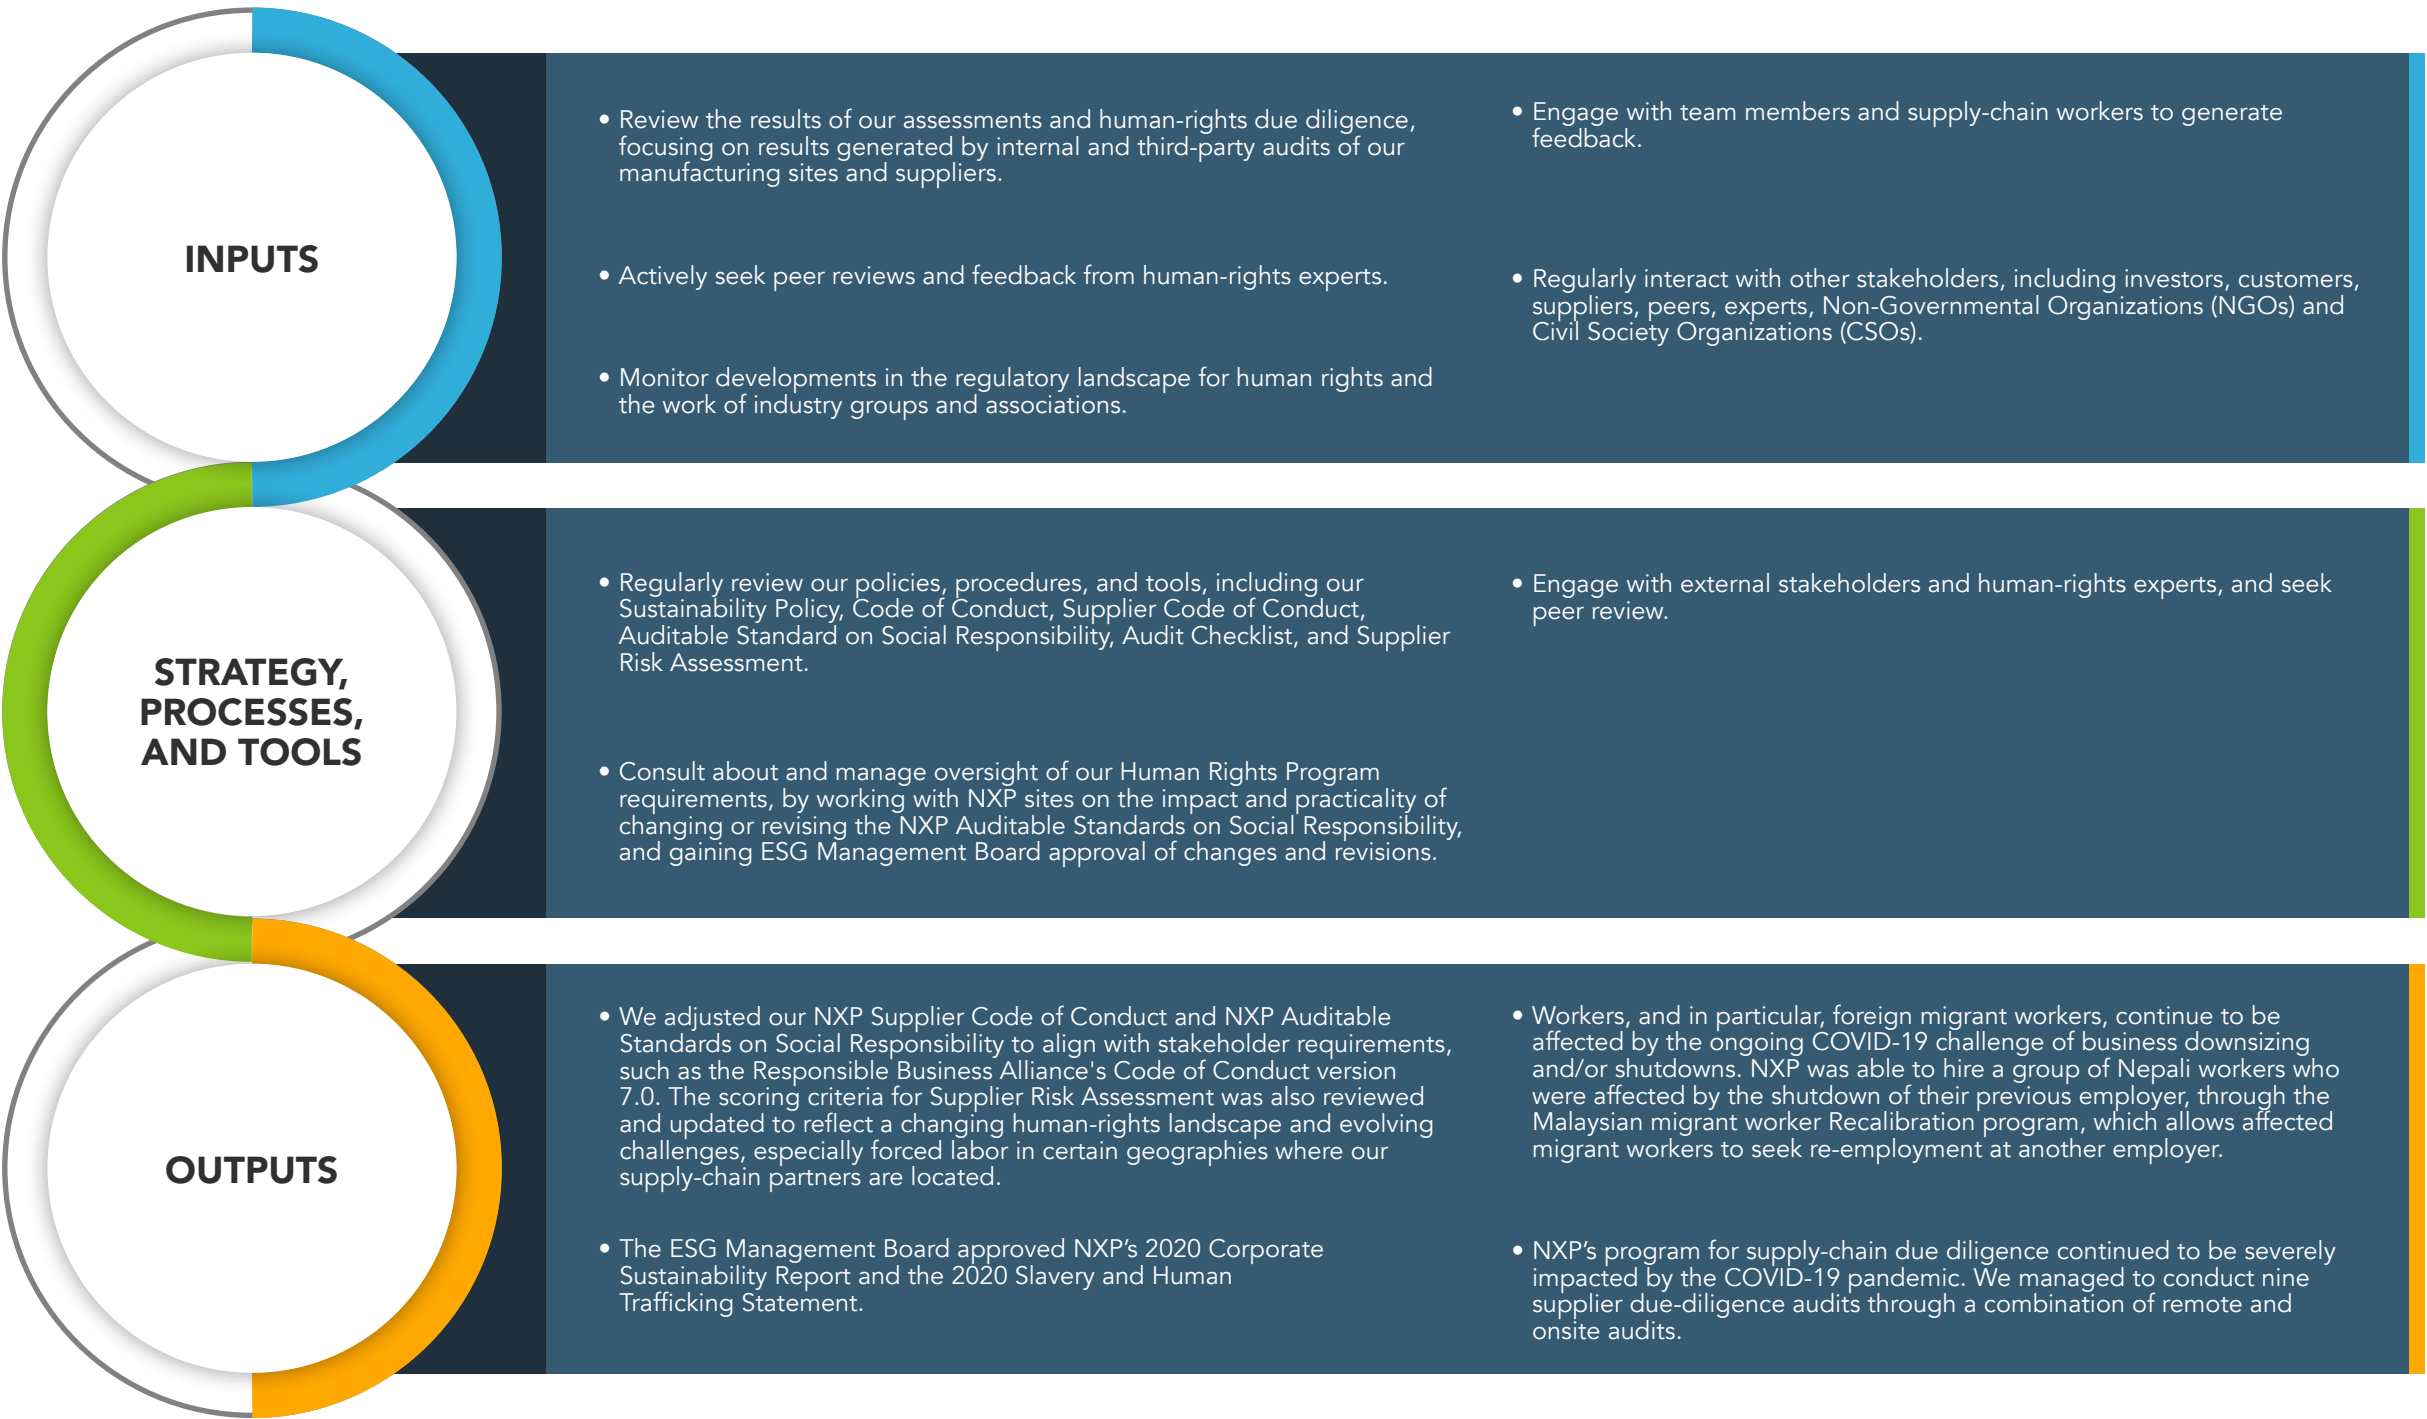 INPUTS
• Review the results of our assessments and human-rights due diligence,
focusing on results generated by internal and third-party audits of our
manufacturing sites and suppliers.
• Actively seek peer reviews and feedback from human-rights experts.
• Monitor developments in the regulatory landscape for human rights and
the work of industry groups and associations.
• Engage with team members and supply-chain workers to generate
feedback.
• Regularly interact with other stakeholders, including investors, customers,
suppliers, peers, experts, Non-Governmental Organizations (NGOs) and
Civil Society Organizations (CSOs).
STRATEGY,
PROCESSES,
AND TOOLS
• Regularly review our policies, procedures, and tools, including our
Sustainability Policy, Code of Conduct, Supplier Code of Conduct,
Auditable Standard on Social Responsibility, Audit Checklist, and Supplier
Risk Assessment.
• Consult about and manage oversight of our Human Rights Program
requirements, by working with NXP sites on the impact and practicality of
changing or revising the NXP Auditable Standards on Social Responsibility,
and gaining ESG Management Board approval of changes and revisions.
• Engage with external stakeholders and human-rights experts, and seek
peer review.
OUTPUTS
• We adjusted our NXP Supplier Code of Conduct and NXP Auditable
Standards on Social Responsibility to align with stakeholder requirements,
such as the Responsible Business Alliance's Code of Conduct version
7.0. The scoring criteria for Supplier Risk Assessment was also reviewed
and updated to reflect a changing human-rights landscape and evolving
challenges, especially forced labor in certain geographies where our
supply-chain partners are located.
• The ESG Management Board approved NXP’s 2020 Corporate
Sustainability Report and the 2020 Slavery and Human
Trafficking Statement.
• Workers, and in particular, foreign migrant workers, continue to be
affected by the ongoing COVID-19 challenge of business downsizing
and/or shutdowns. NXP was able to hire a group of Nepali workers who
were affected by the shutdown of their previous employer, through the
Malaysian migrant worker Recalibration program, which allows affected
migrant workers to seek re-employment at another employer.
• NXP’s program for supply-chain due diligence continued to be severely
impacted by the COVID-19 pandemic. We managed to conduct nine
supplier due-diligence audits through a combination of remote and
onsite audits.